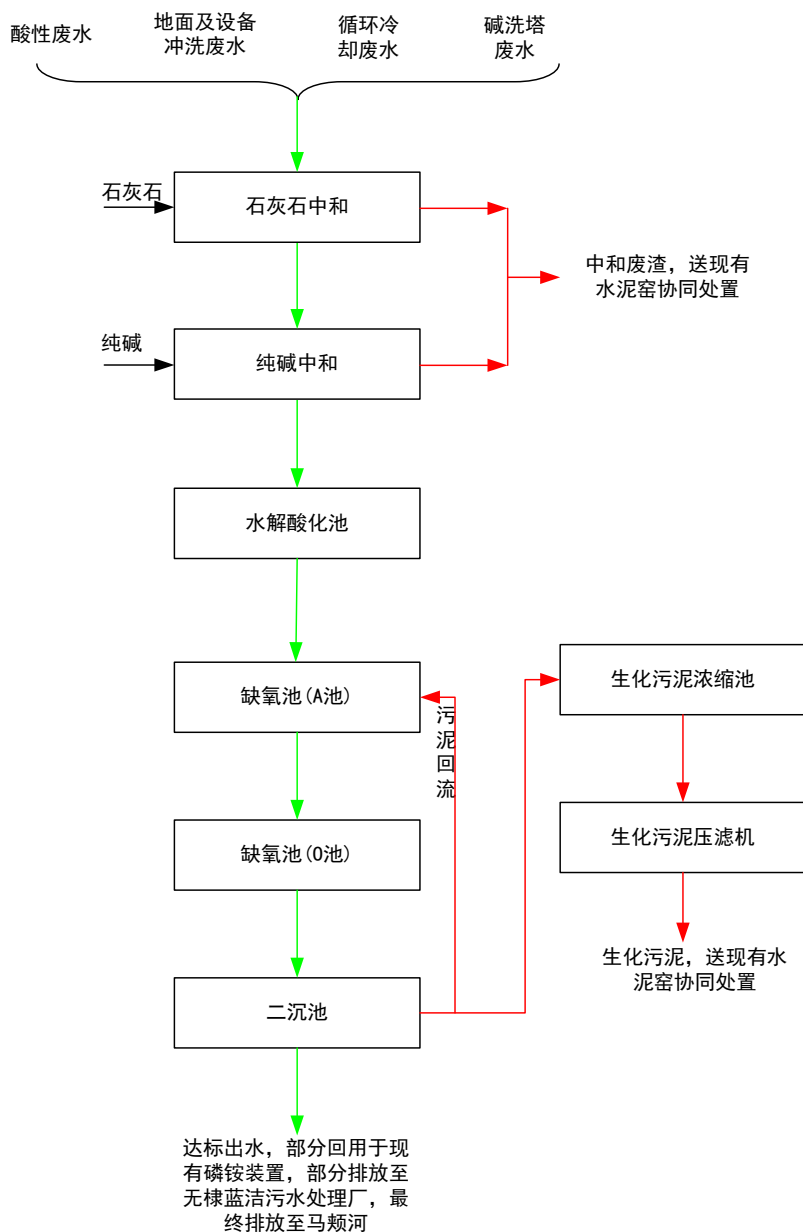 酸性废水
地面及设备
冲洗废水
循环冷
却废水
碱洗塔
废水
石灰石
石灰石中和
中和废渣，送现有
水泥窑协同处置
纯碱
纯碱中和
水解酸化池
缺氧池(A池)
污
泥
回
流
生化污泥浓缩池
缺氧池(O池)
生化污泥压滤机
生化污泥，送现有水
泥窑协同处置
二沉池
达标出水，部分回用于现
有磷铵装置，部分排放至
无棣蓝洁污水处理厂，最
终排放至马颊河